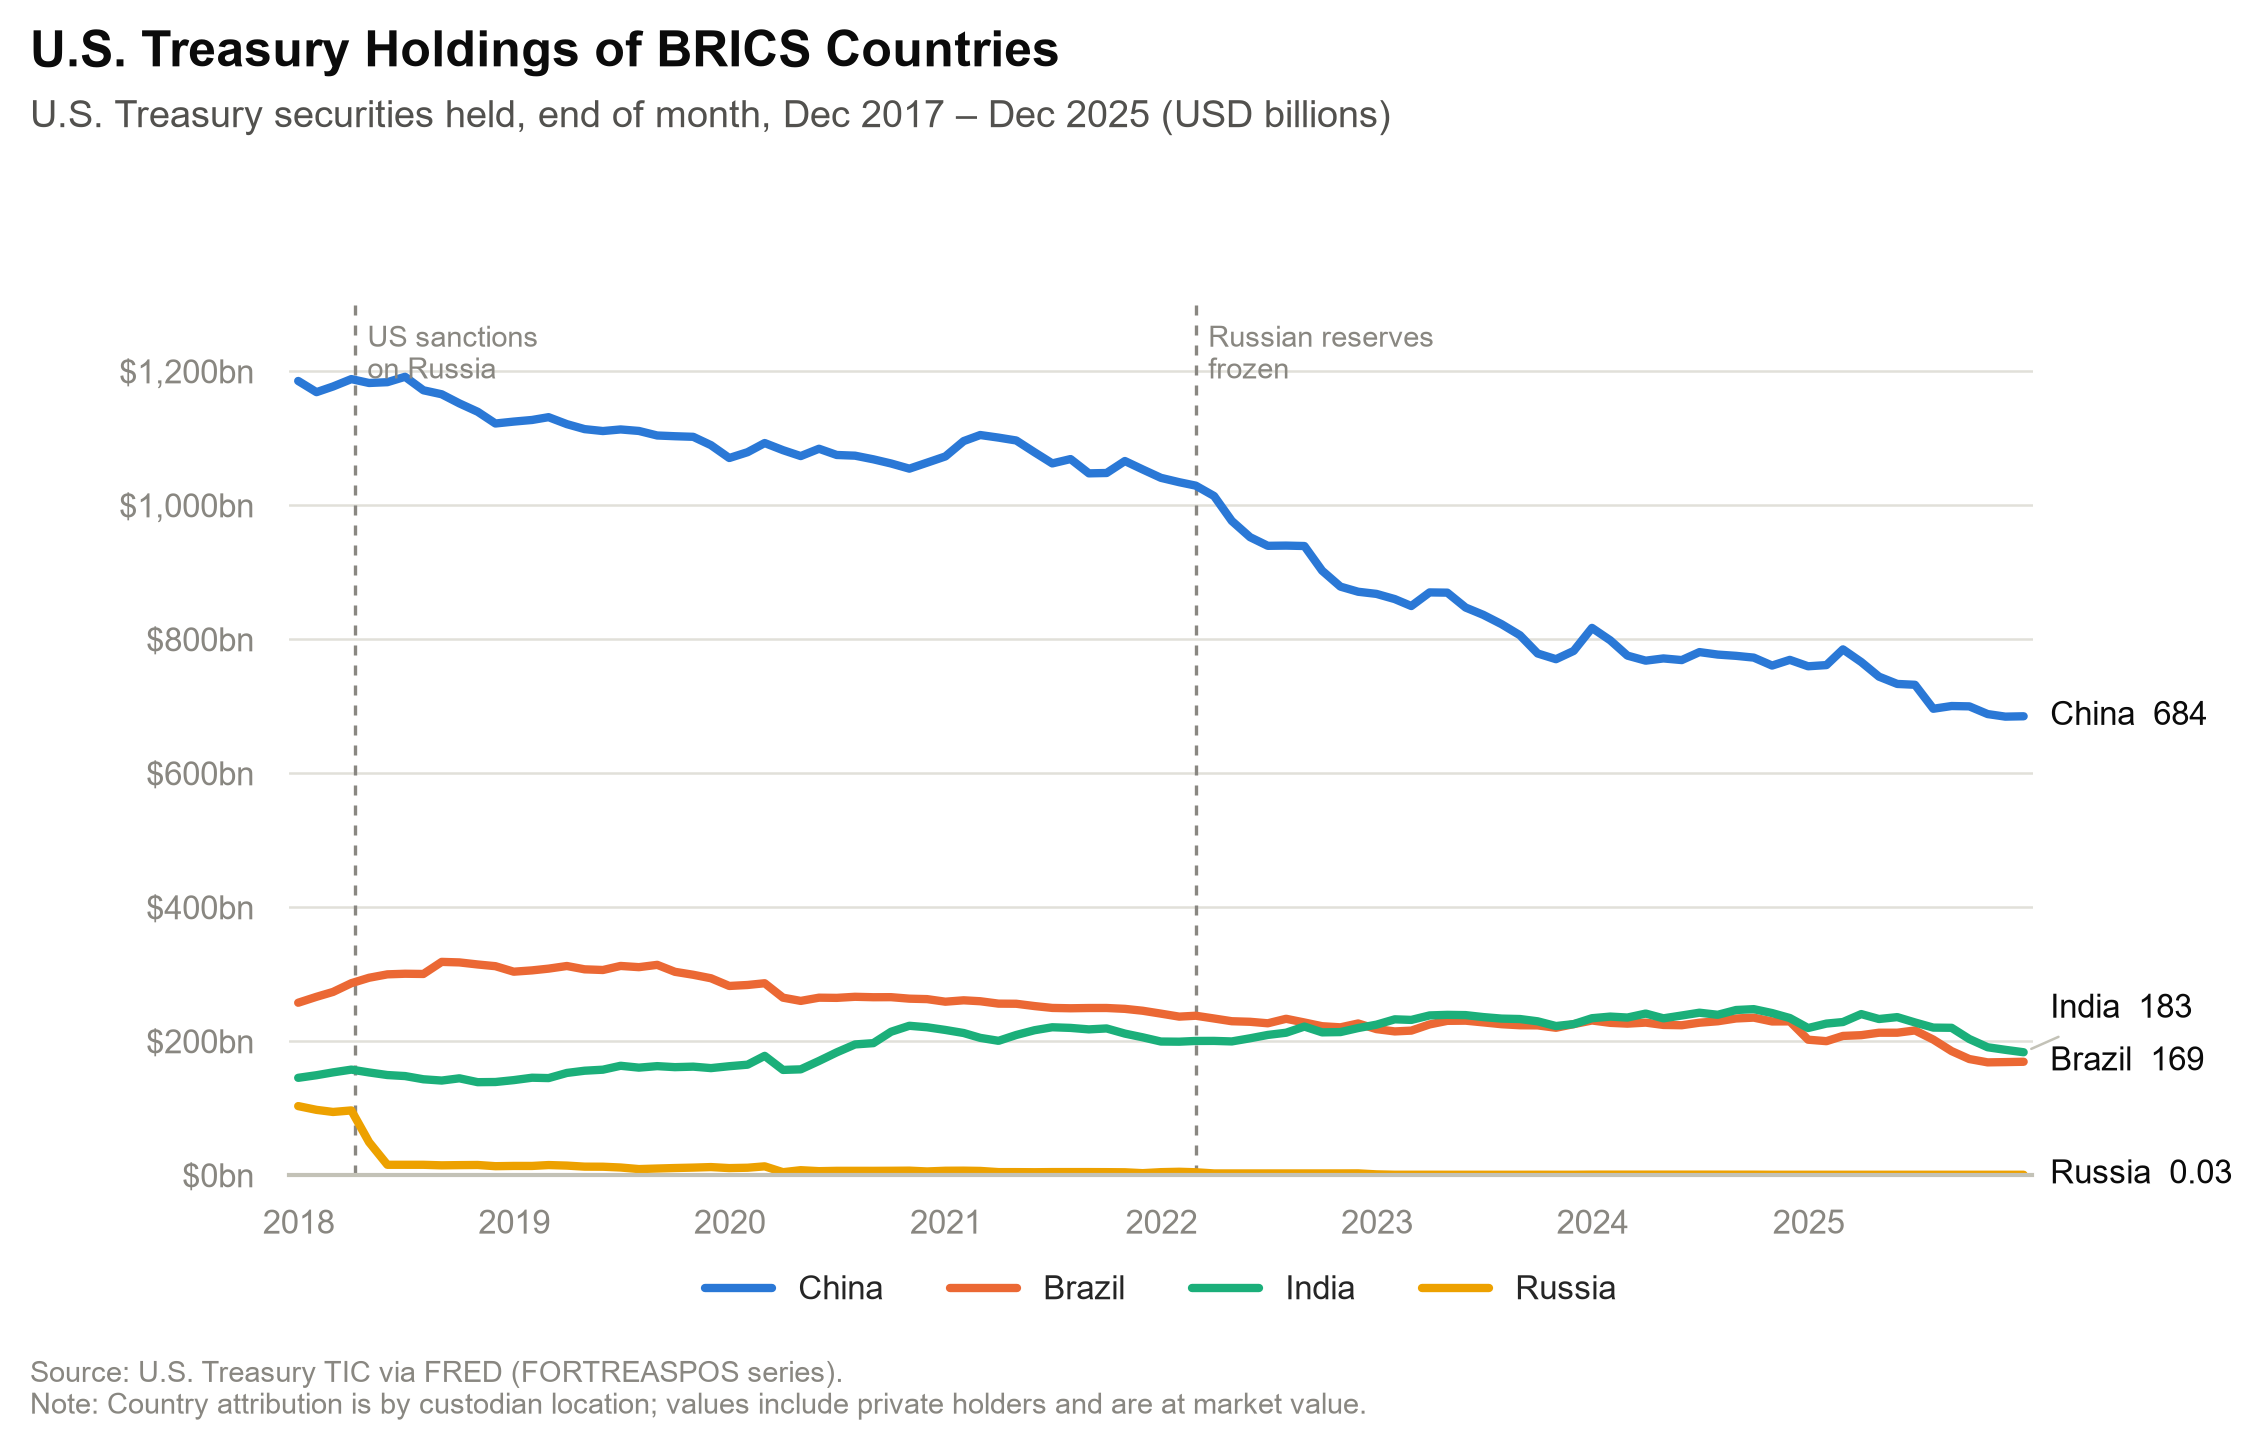 U.S. Treasury Holdings of BRICS Countries
U.S. Treasury securities held, end of month, Dec 2017 – Dec 2025 (USD billions)
US sanctions
on Russia
Russian reserves
frozen
$1,200bn
$1,000bn
$800bn
$600bn
$400bn
$200bn
$0bn
China 684
India 183
Brazil 169
Russia 0.03
2018 2019 2020 2021 2022 2023 2024 2025
China Brazil India Russia
Source: U.S. Treasury TIC via FRED (FORTREASPOS series).
Note: Country attribution is by custodian location; values include private holders and are at market value.